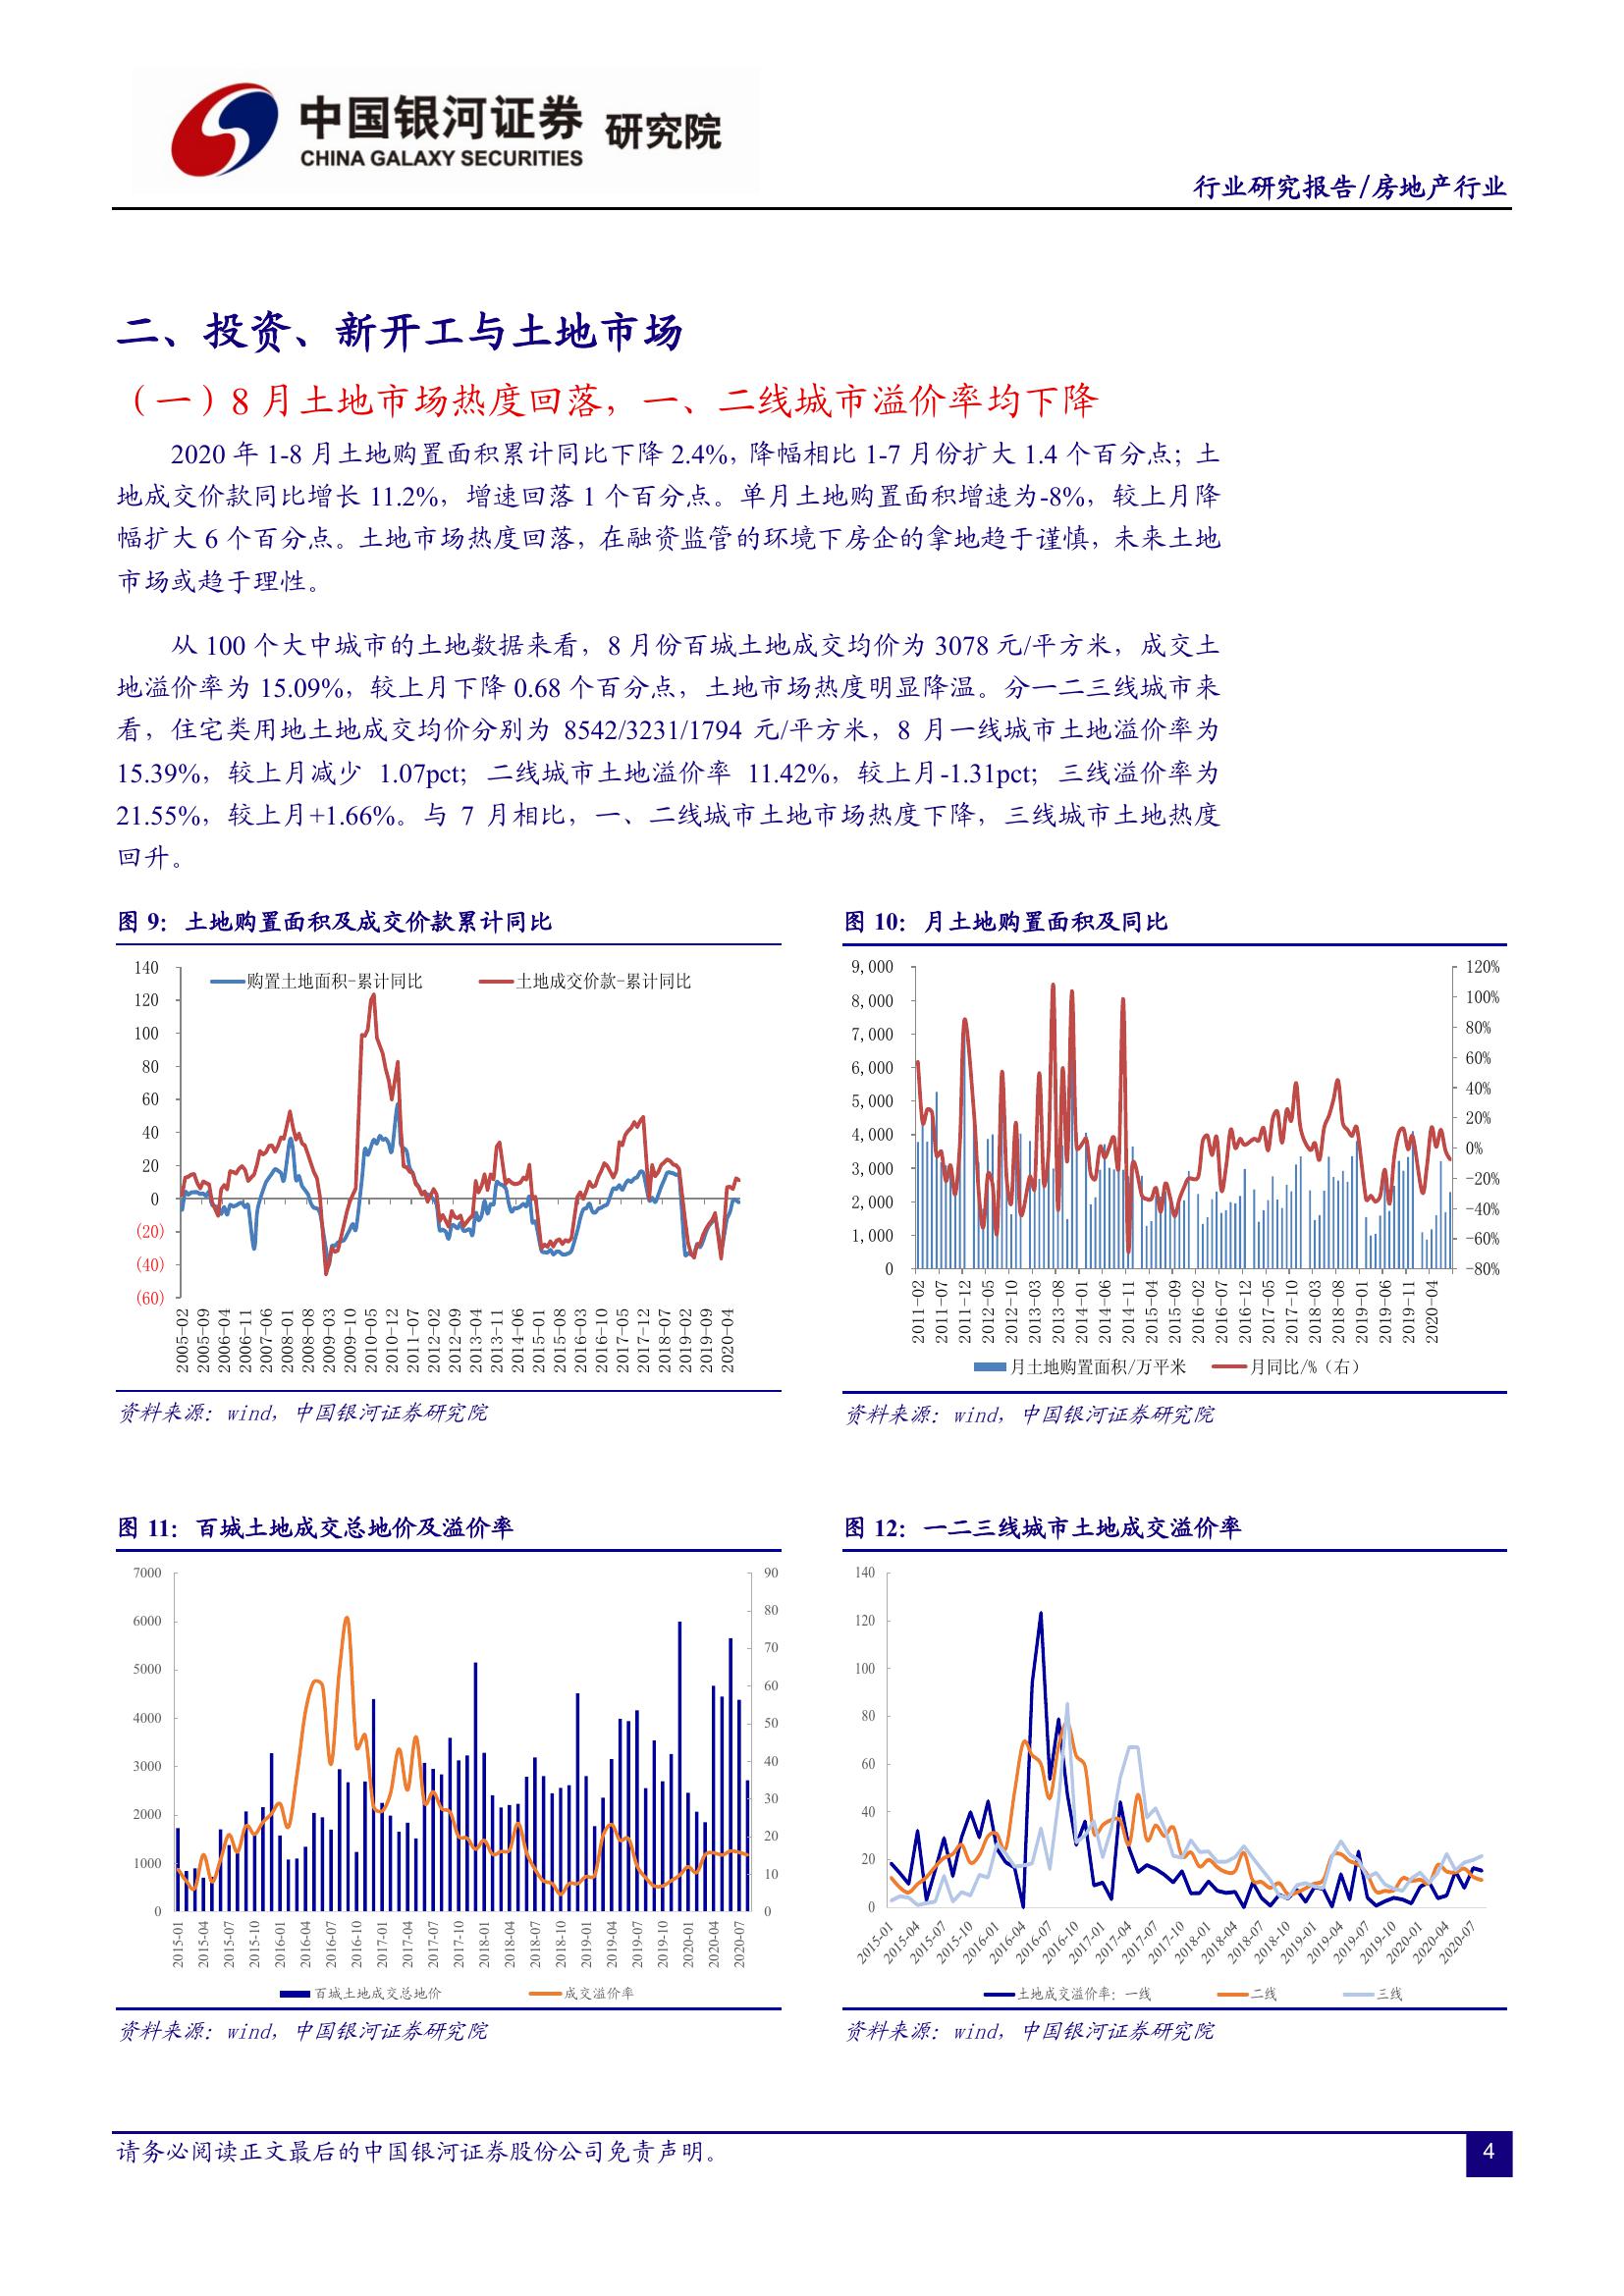 中国银河证券 研究院
CHINA GALAXY SECURITIES
行业研究报告/房地产行业
二、投资、新开工与土地市场
（一）8 月土地市场热度回落，一、二线城市溢价率均下降
2020 年 1-8 月土地购置面积累计同比下降 2.4%，降幅相比 1-7 月份扩大 1.4 个百分点；土
地成交价款同比增长 11.2%，增速回落 1 个百分点。单月土地购置面积增速为-8%，较上月降
幅扩大 6 个百分点。土地市场热度回落，在融资监管的环境下房企的拿地趋于谨慎，未来土地
市场或趋于理性。
从 100 个大中城市的土地数据来看，8 月份百城土地成交均价为 3078 元/平方米，成交土
地溢价率为 15.09%，较上月下降 0.68 个百分点，土地市场热度明显降温。分一二三线城市来
看，住宅类用地土地成交均价分别为 8542/3231/1794 元/平方米，8 月一线城市土地溢价率为
15.39%，较上月减少 1.07pct；二线城市土地溢价率 11.42%，较上月-1.31pct；三线溢价率为
21.55%，较上月+1.66%。与 7 月相比，一、二线城市土地市场热度下降，三线城市土地热度
回升。
图 9：土地购置面积及成交价款累计同比
购置土地面积-累计同比 土地成交价款-累计同比
140
120
100
80
60
40
20
0
(20)
(40)
(60)
2005-02 2005-09 2006-04 2006-11 2007-06 2008-01 2008-08 2009-03 2009-10 2010-05 2010-12 2011-07 2012-02 2012-09 2013-04 2013-11 2014-06 2015-01 2015-08 2016-03 2016-10 2017-05 2017-12 2018-07 2019-02 2019-09 2020-04
资料来源：wind，中国银河证券研究院
图 10：月土地购置面积及同比
9,000
8,000
7,000
6,000
5,000
4,000
3,000
2,000
1,000
0
120%
100%
80%
60%
40%
20%
0%
-20%
-40%
-60%
-80%
2011-02 2011-07 2011-12 2012-05 2012-10 2013-03 2013-08 2014-01 2014-06 2014-11 2015-04 2015-09 2016-02 2016-07 2016-12 2017-05 2017-10 2018-03 2018-08 2019-01 2019-06 2019-11 2020-04
月土地购置面积/万平米 月同比/%（右）
资料来源：wind，中国银河证券研究院
图 11：百城土地成交总地价及溢价率
7000
6000
5000
4000
3000
2000
1000
0
90
80
70
60
50
40
30
20
10
0
2015-01 2015-04 2015-07 2015-10 2016-01 2016-04 2016-07 2016-10 2017-01 2017-04 2017-07 2017-10 2018-01 2018-04 2018-07 2018-10 2019-01 2019-04 2019-07 2019-10 2020-01 2020-04 2020-07
百城土地成交总地价 成交溢价率
资料来源：wind，中国银河证券研究院
图 12：一二三线城市土地成交溢价率
140
120
100
80
60
40
20
0
2015-01 2015-04 2015-07 2015-10 2016-01 2016-04 2016-07 2016-10 2017-01 2017-04 2017-07 2017-10 2018-01 2018-04 2018-07 2018-10 2019-01 2019-04 2019-07 2019-10 2020-01 2020-04 2020-07
土地成交溢价率：一线 二线 三线
资料来源：wind，中国银河证券研究院
请务必阅读正文最后的中国银河证券股份公司免责声明。
4